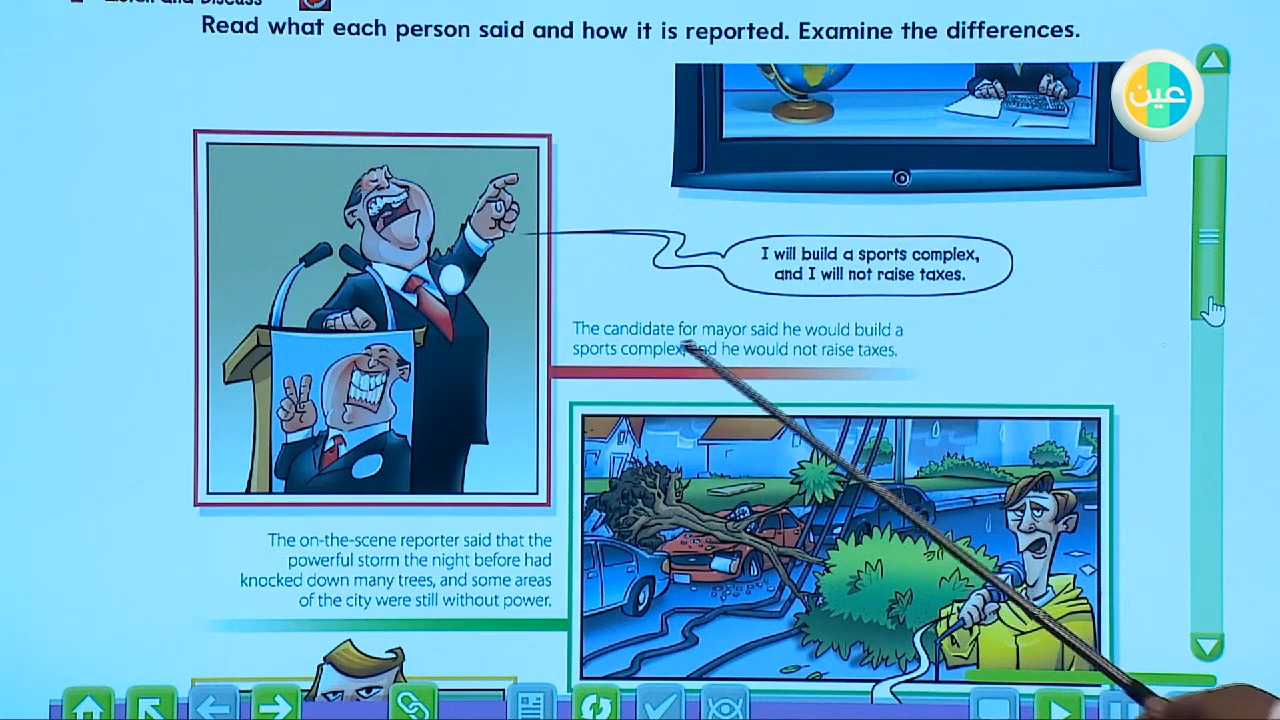 Listen and Discuss
Read what each person said and how it is reported. Examine the differences.
عين
I will build a sports complex,
and I will not raise taxes.
The candidate for mayor said he would build a
sports complex, and he would not raise taxes.
The on-the-scene reporter said that the
powerful storm the night before had
knocked down many trees, and some areas
of the city were still without power.